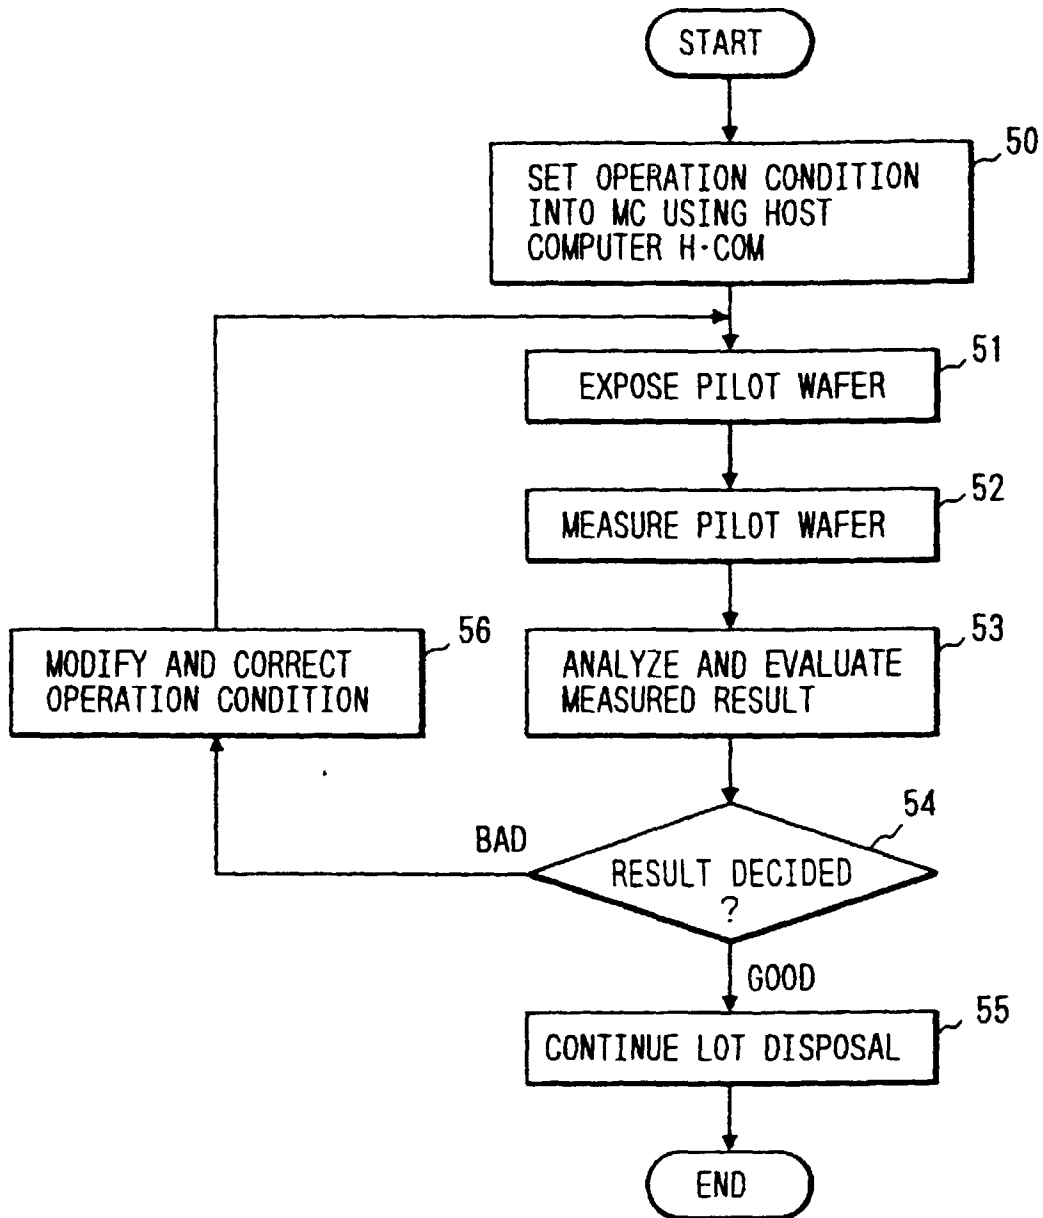 START
50
SET OPERATION CONDITION
INTO MC USING HOST
COMPUTER H·COM
51
EXPOSE PILOT WAFER
52
MEASURE PILOT WAFER
56
MODIFY AND CORRECT
OPERATION CONDITION
53
ANALYZE AND EVALUATE
MEASURED RESULT
54
BAD
RESULT DECIDED
?
GOOD
55
CONTINUE LOT DISPOSAL
END